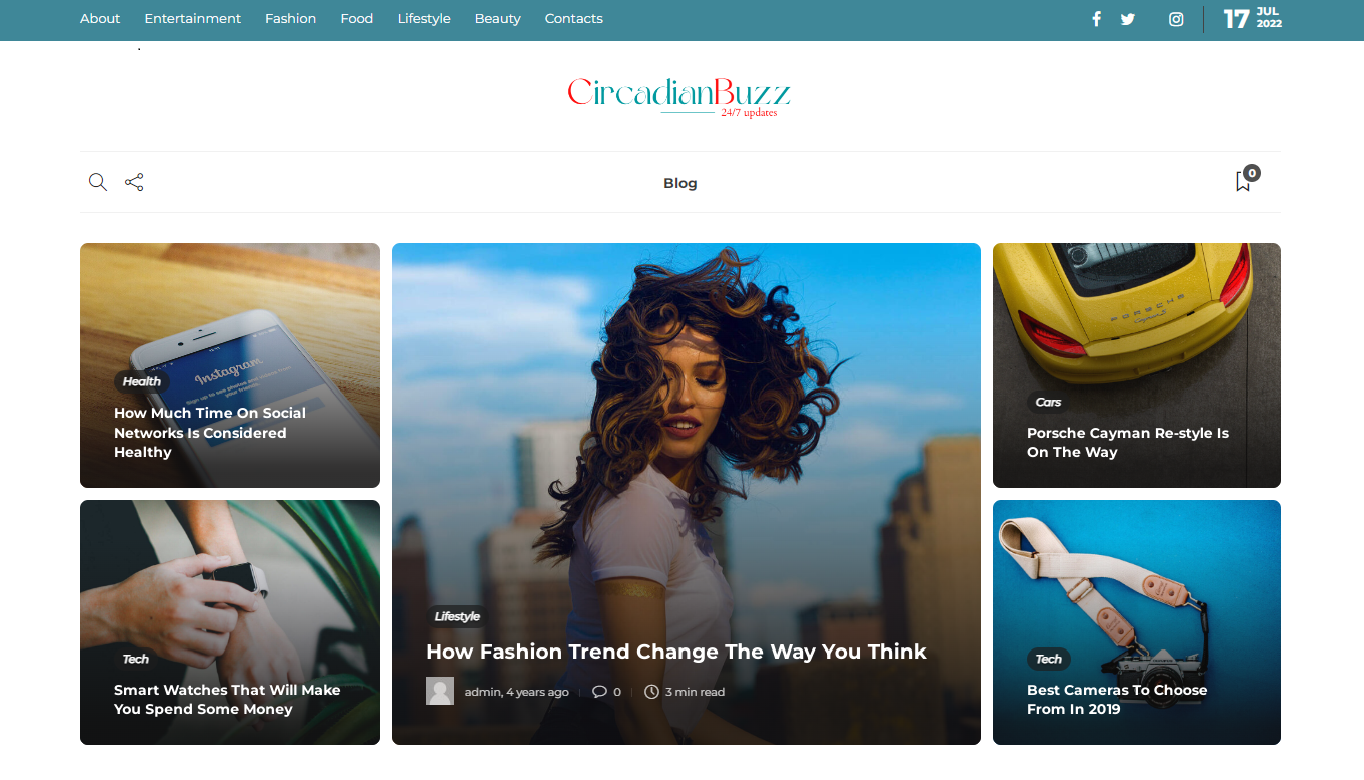 About Entertainment Fashion Food Lifestyle Beauty Contacts
17 JUL
2022
CircadianBuzz
24/7 updates
Blog
0
Instagram
Health
How Much Time On Social
Networks Is Considered
Healthy
Lifestyle
How Fashion Trend Change The Way You Think
admin, 4 years ago 0 3 min read
PORSCHE
Cayman S
Cars
Porsche Cayman Re-style Is
On The Way
Tech
Smart Watches That Will Make
You Spend Some Money
Tech
Best Cameras To Choose
From In 2019